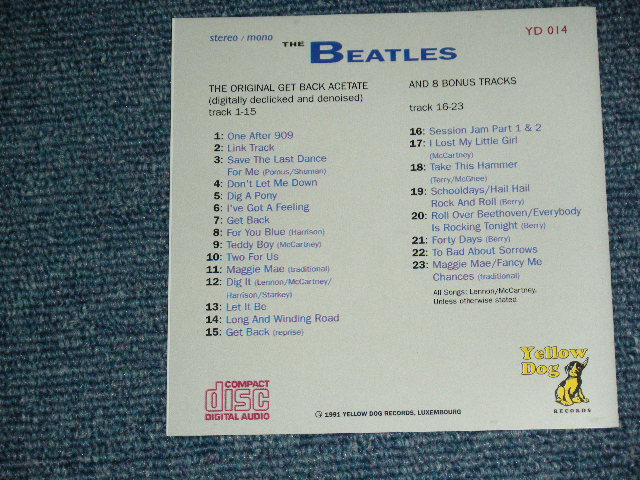 stereo / mono
YD 014
THE BEATLES
THE ORIGINAL GET BACK ACETATE
(digitally declicked and denoised)
track 1-15
1: One After 909
2: Link Track
3: Save The Last Dance
For Me (Pomus/Shuman)
4: Don't Let Me Down
5: Dig A Pony
6: I've Got A Feeling
7: Get Back
8: For You Blue (Harrison)
9: Teddy Boy (McCartney)
10: Two For Us
11: Maggie Mae (traditional)
12: Dig It (Lennon/McCartney/
Harrison/Starkey)
13: Let It Be
14: Long And Winding Road
15: Get Back (reprise)
AND 8 BONUS TRACKS
track 16-23
16: Session Jam Part 1 & 2
17: I Lost My Little Girl
(McCartney)
18: Take This Hammer
(Terry/McGhee)
19: Schooldays/Hail Hail
Rock And Roll (Berry)
20: Roll Over Beethoven/Everybody
Is Rocking Tonight (Berry)
21: Forty Days (Berry)
22: To Bad About Sorrows
23: Maggie Mae/Fancy Me
Chances (traditional)
All Songs: Lennon/McCartney,
Unless otherwise stated
Yellow
Dog
RECORDS
COMPACT
disc
DIGITAL AUDIO
℗ 1991 YELLOW DOG RECORDS, LUXEMBOURG